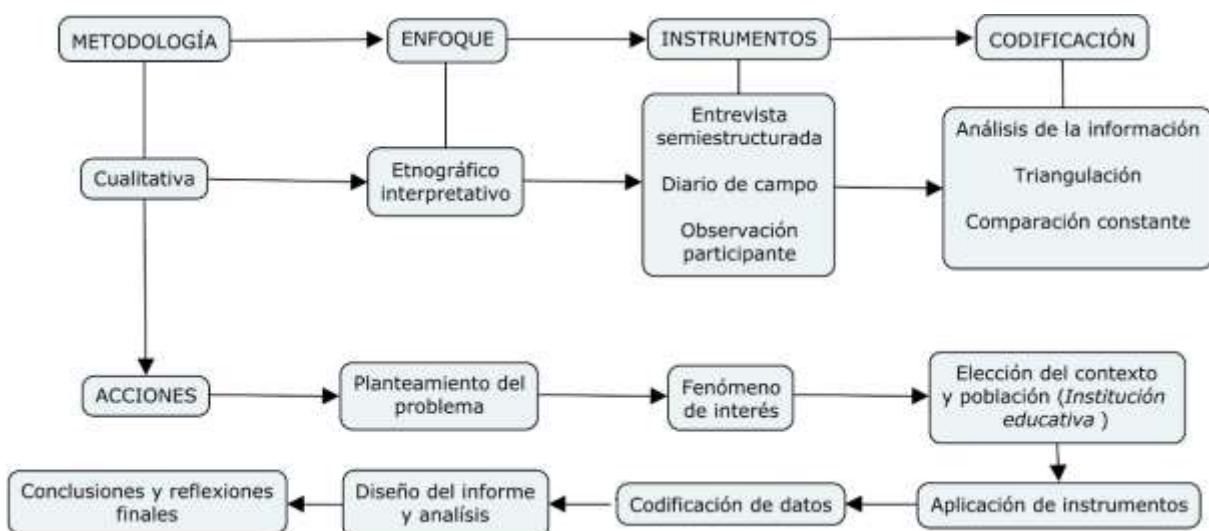 METODOLOGÍA
ENFOQUE
INSTRUMENTOS
CODIFICACIÓN
Cualitativa
Etnográfico
interpretativo
Entrevista
semiestructurada
Diario de campo
Observación
participante
Análisis de la información
Triangulación
Comparación constante
ACCIONES
Planteamiento del
problema
Fenómeno
de interés
Elección del contexto
y población (Institución
educativa )
Aplicación de instrumentos
Codificación de datos
Diseño del informe
y analísis
Conclusiones y reflexiones
finales